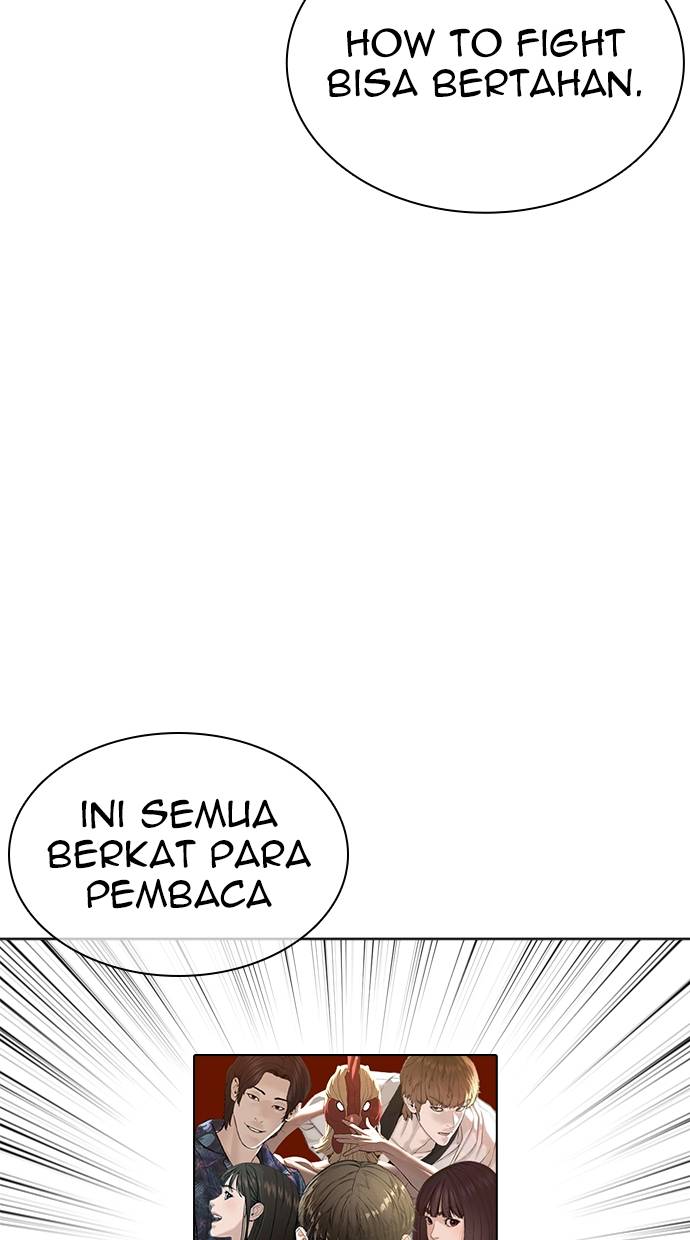 HOW TO FIGHT
BISA BERTAHAN.
INI SEMUA
BERKAT PARA
PEMBACA